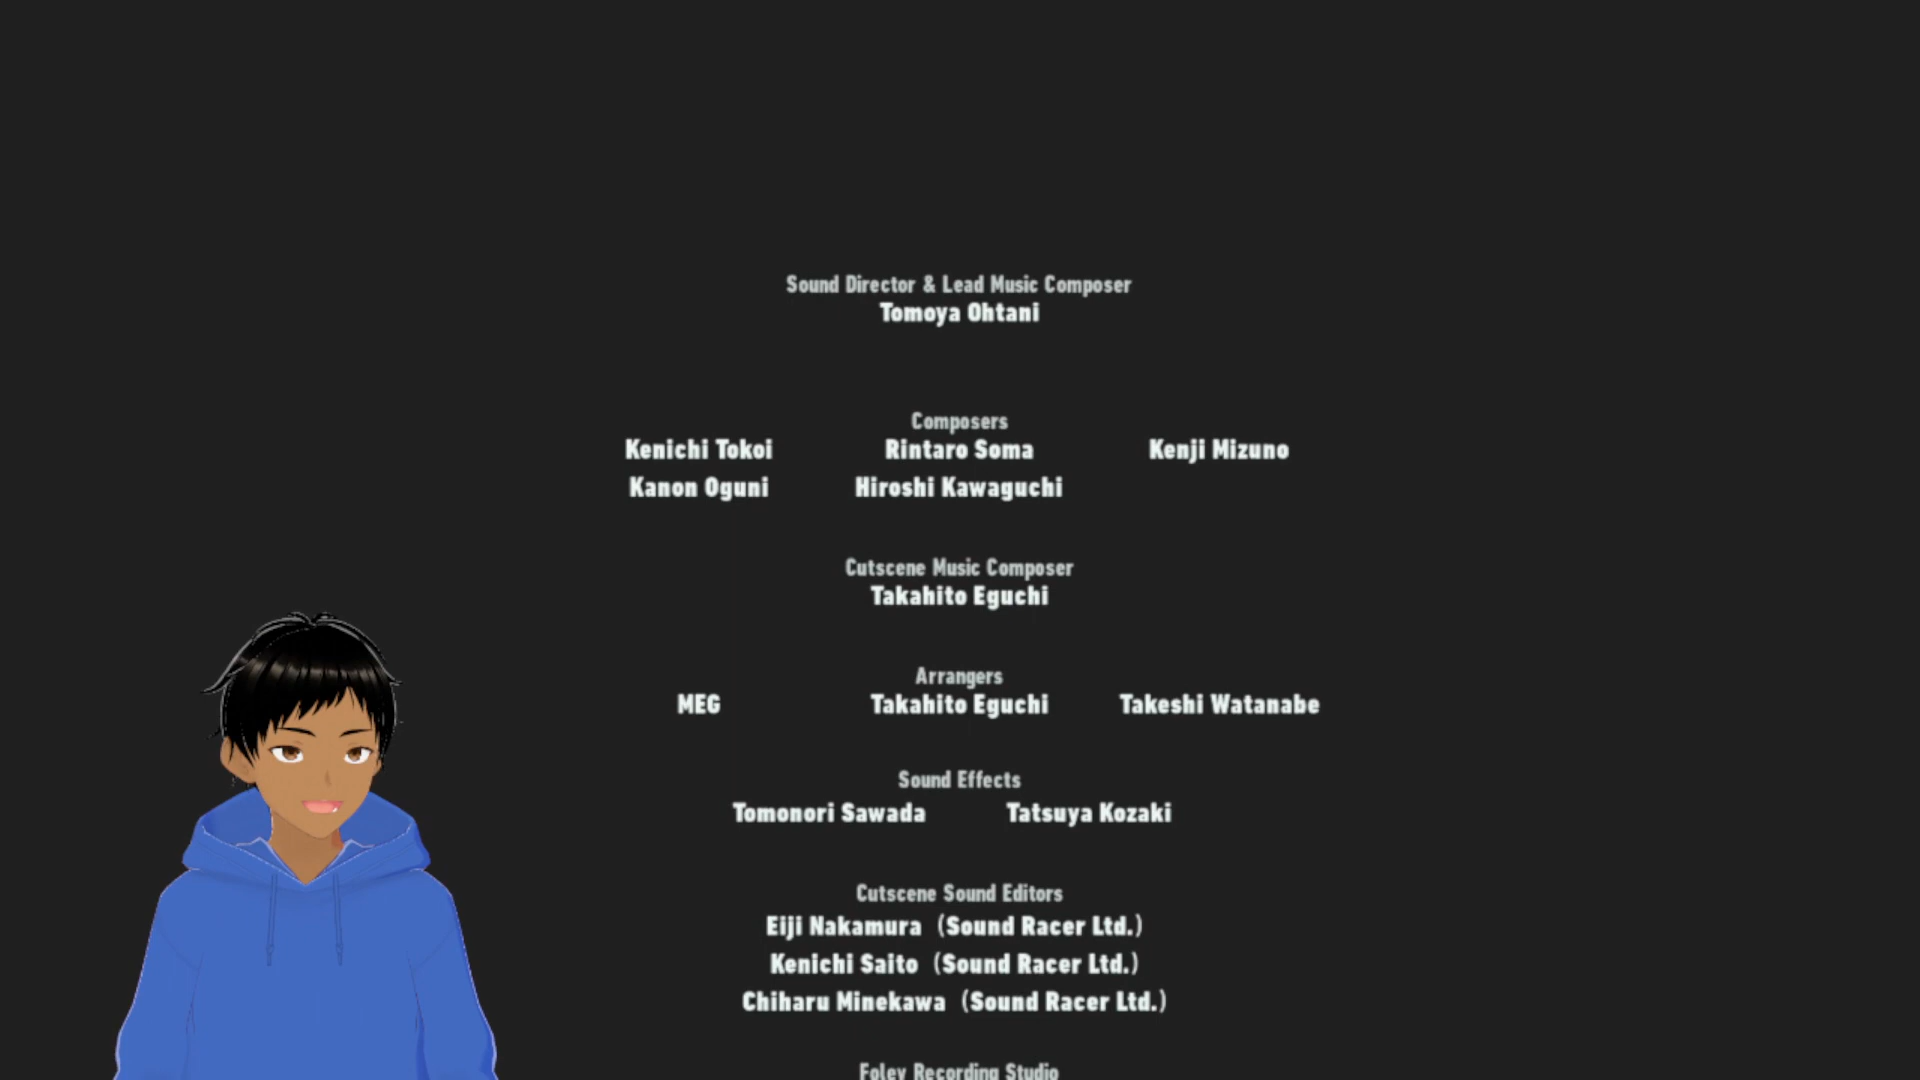 Sound Director & Lead Music Composer
Tomoya Ohtani
Composers
Kenichi Tokoi Rintaro Soma Kenji Mizuno
Kanon Oguni Hiroshi Kawaguchi
Cutscene Music Composer
Takahito Eguchi
Arrangers
MEG Takahito Eguchi Takeshi Watanabe
Sound Effects
Tomonori Sawada Tatsuya Kozaki
Cutscene Sound Editors
Eiji Nakamura (Sound Racer Ltd.)
Kenichi Saito (Sound Racer Ltd.)
Chiharu Minekawa (Sound Racer Ltd.)
Foley Recording Studio